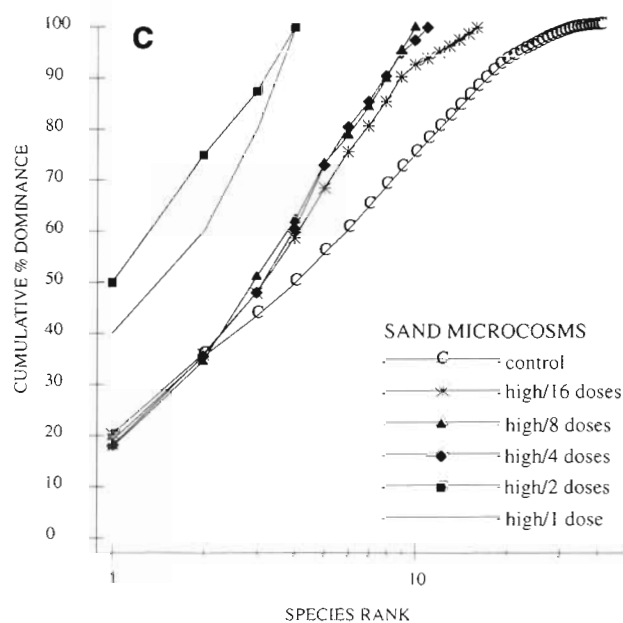 C
100
90
80
70
60
50
40
30
20
10
0
CUMULATIVE % DOMINANCE
SAND MICROCOSMS
C control
high/16 doses
high/8 doses
high/4 doses
high/2 doses
high/1 dose
1 10
SPECIES RANK